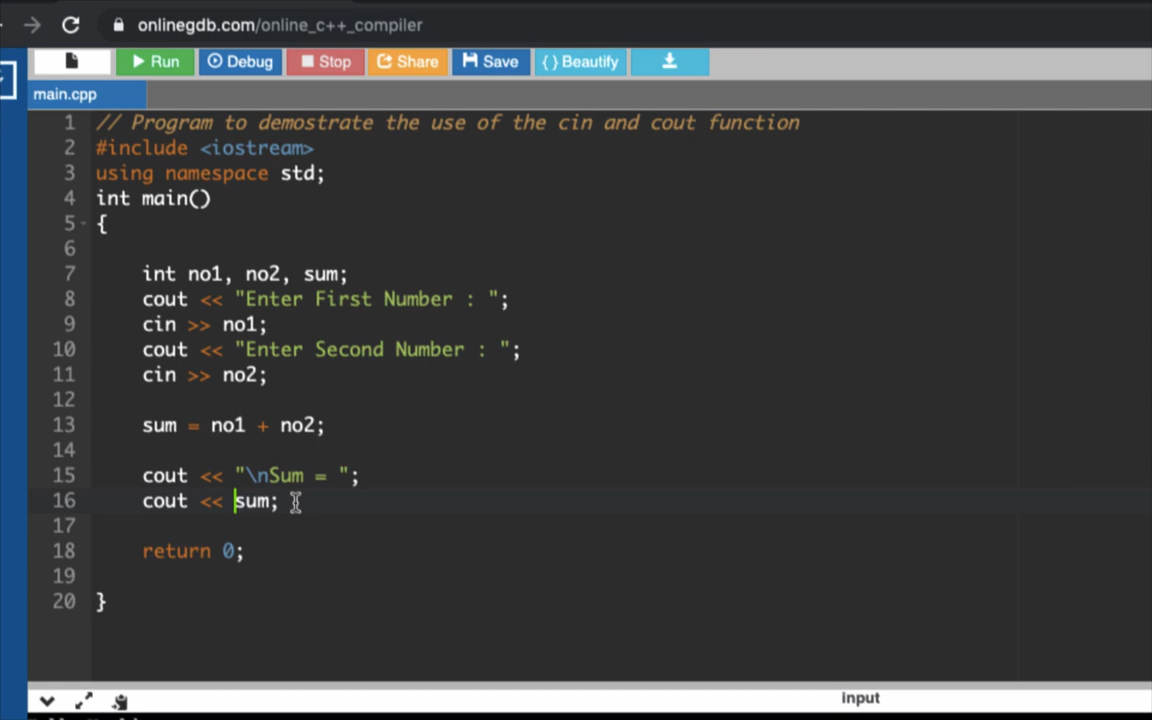 onlinegdb.com/online_c++_compiler
Run Debug Stop Share Save { } Beautify
main.cpp
1 // Program to demostrate the use of the cin and cout function
2 #include <iostream>
3 using namespace std;
4 int main()
5 {
6
7 int no1, no2, sum;
8 cout << "Enter First Number : ";
9 cin >> no1;
10 cout << "Enter Second Number : ";
11 cin >> no2;
12
13 sum = no1 + no2;
14
15 cout << "\nSum = ";
16 cout << sum;
17
18 return 0;
19
20 }
input